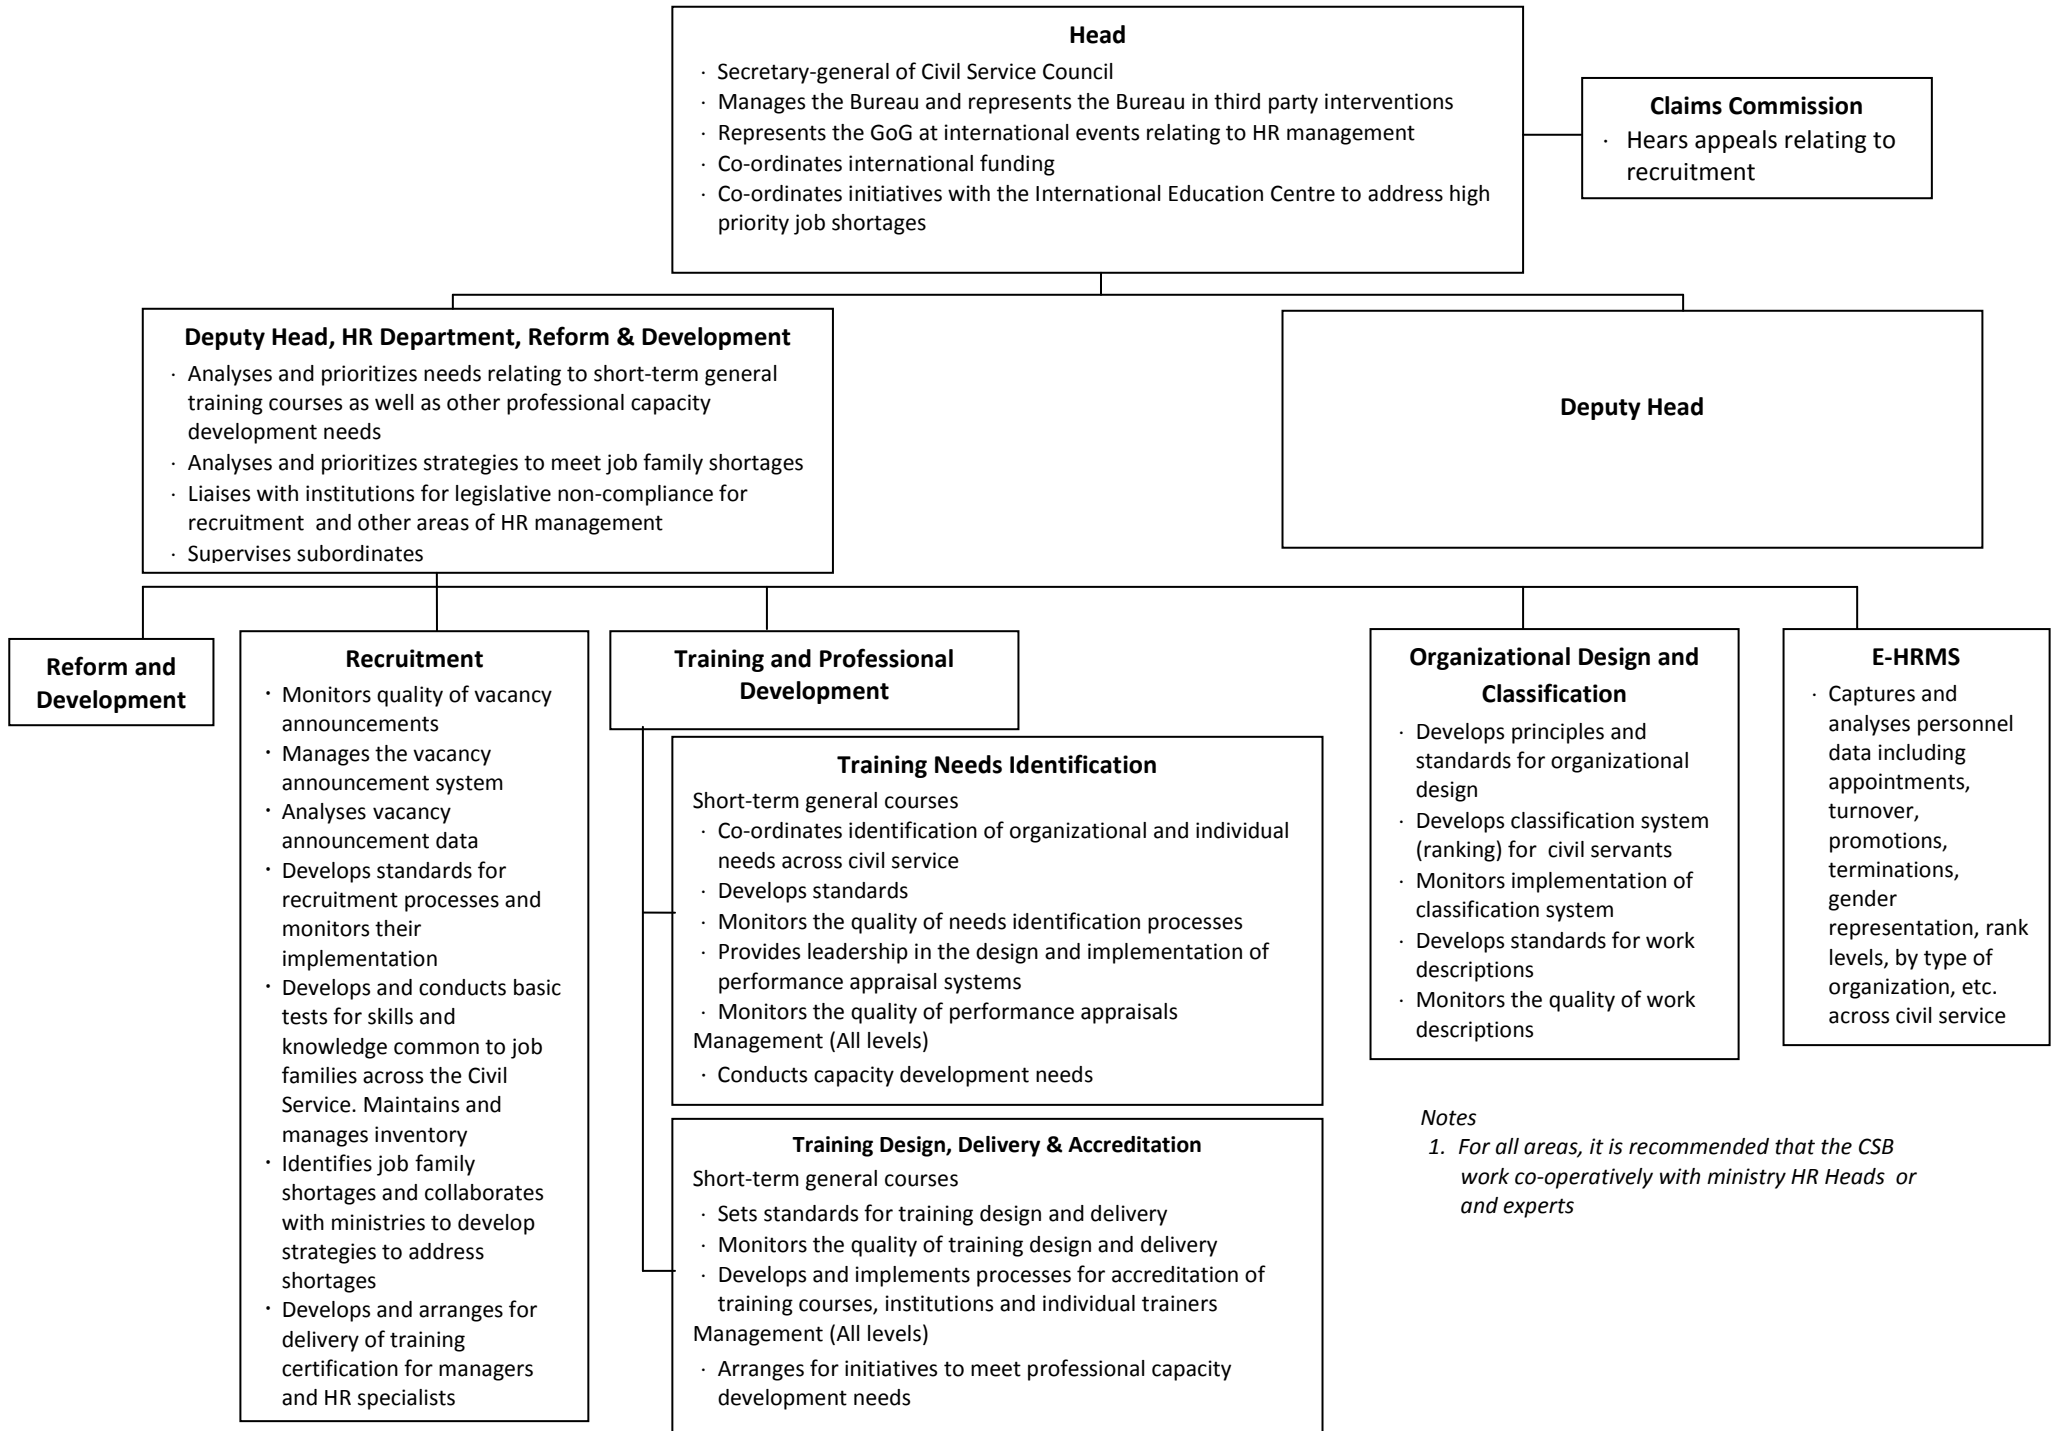 Head
· Secretary-general of Civil Service Council
· Manages the Bureau and represents the Bureau in third party interventions
· Represents the GoG at international events relating to HR management
· Co-ordinates international funding
· Co-ordinates initiatives with the International Education Centre to address high
priority job shortages
Claims Commission
· Hears appeals relating to
recruitment
Deputy Head, HR Department, Reform & Development
· Analyses and prioritizes needs relating to short-term general
training courses as well as other professional capacity
development needs
· Analyses and prioritizes strategies to meet job family shortages
· Liaises with institutions for legislative non-compliance for
recruitment and other areas of HR management
· Supervises subordinates
Deputy Head
Reform and
Development
Recruitment
· Monitors quality of vacancy
announcements
· Manages the vacancy
announcement system
· Analyses vacancy
announcement data
· Develops standards for
recruitment processes and
monitors their
implementation
· Develops and conducts basic
tests for skills and
knowledge common to job
families across the Civil
Service. Maintains and
manages inventory
· Identifies job family
shortages and collaborates
with ministries to develop
strategies to address
shortages
· Develops and arranges for
delivery of training
certification for managers
and HR specialists
Training and Professional
Development
Training Needs Identification
Short-term general courses
· Co-ordinates identification of organizational and individual
needs across civil service
· Develops standards
· Monitors the quality of needs identification processes
· Provides leadership in the design and implementation of
performance appraisal systems
· Monitors the quality of performance appraisals
Management (All levels)
· Conducts capacity development needs
Training Design, Delivery & Accreditation
Short-term general courses
· Sets standards for training design and delivery
· Monitors the quality of training design and delivery
· Develops and implements processes for accreditation of
training courses, institutions and individual trainers
Management (All levels)
· Arranges for initiatives to meet professional capacity
development needs
Organizational Design and
Classification
· Develops principles and
standards for organizational
design
· Develops classification system
(ranking) for civil servants
· Monitors implementation of
classification system
· Develops standards for work
descriptions
· Monitors the quality of work
descriptions
E-HRMS
· Captures and
analyses personnel
data including
appointments,
turnover,
promotions,
terminations,
gender
representation, rank
levels, by type of
organization, etc.
across civil service
Notes
1. For all areas, it is recommended that the CSB
work co-operatively with ministry HR Heads or
and experts